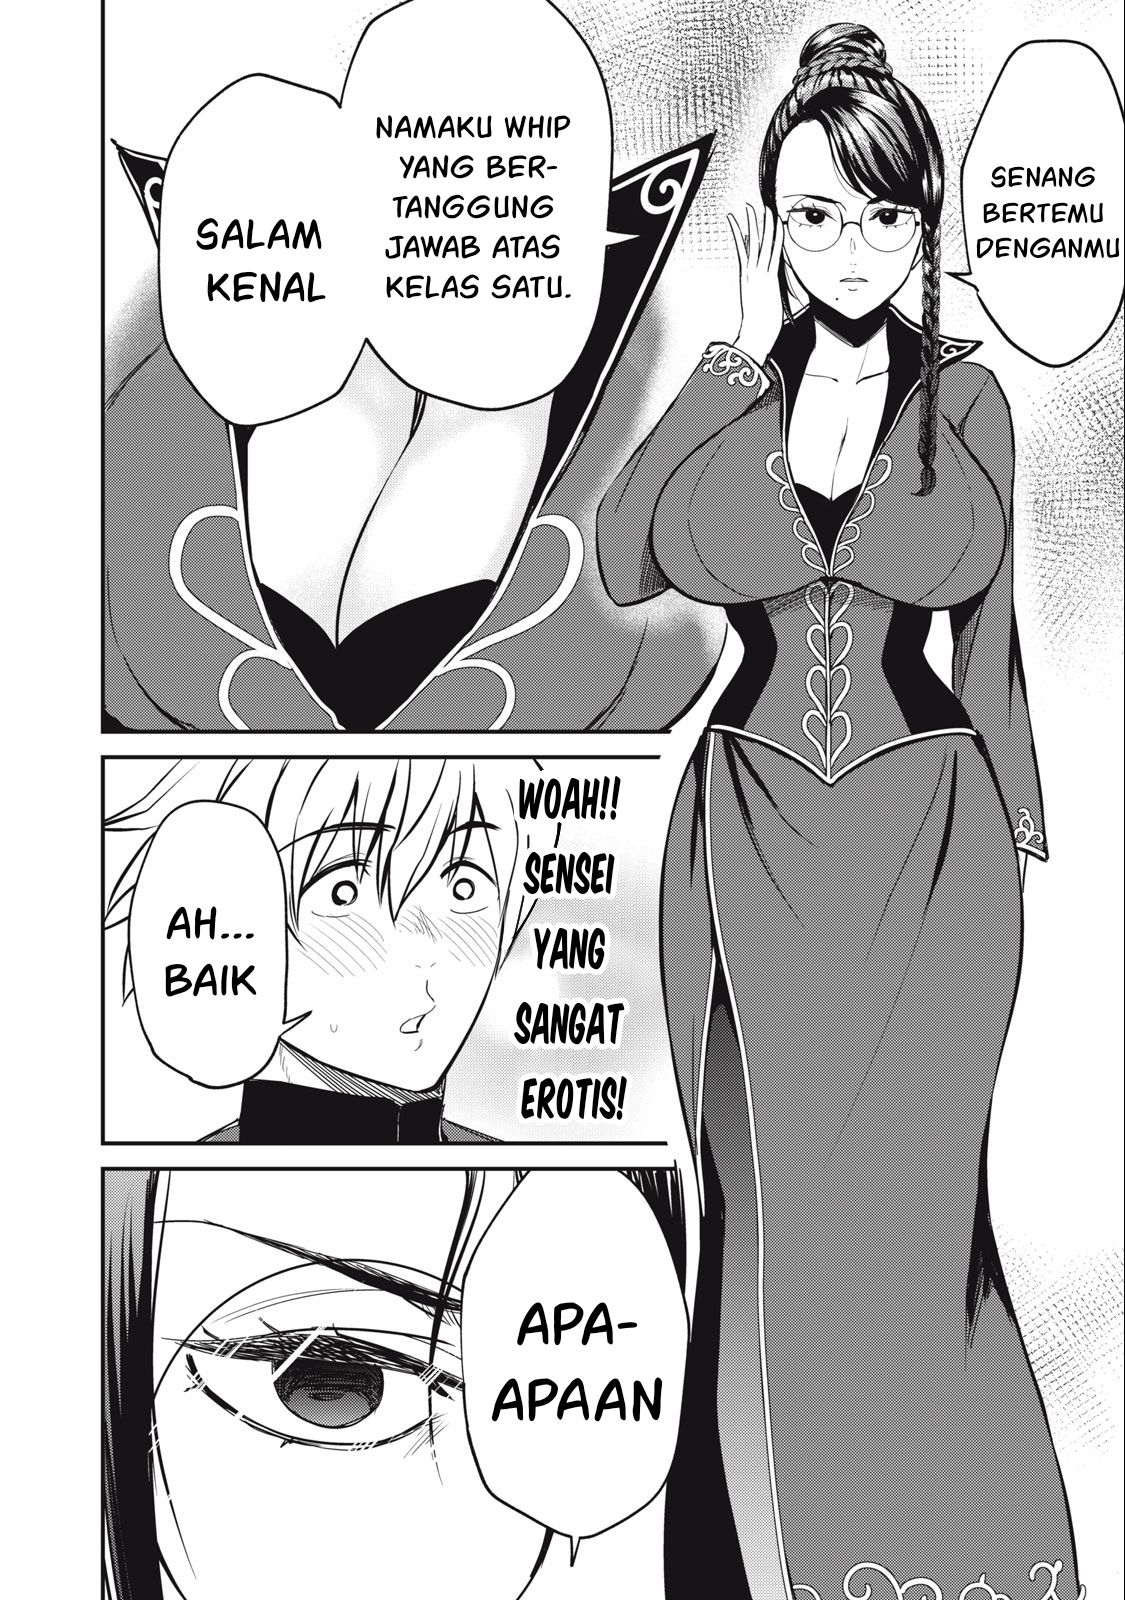 SENANG
BERTEMU
DENGANMU
NAMAKU WHIP
YANG BER-
TANGGUNG
JAWAB ATAS
KELAS SATU.
SALAM
KENAL
WOAH!!
SENSEI
YANG
SANGAT
EROTIS!
AH...
BAIK
APA-
APAAN